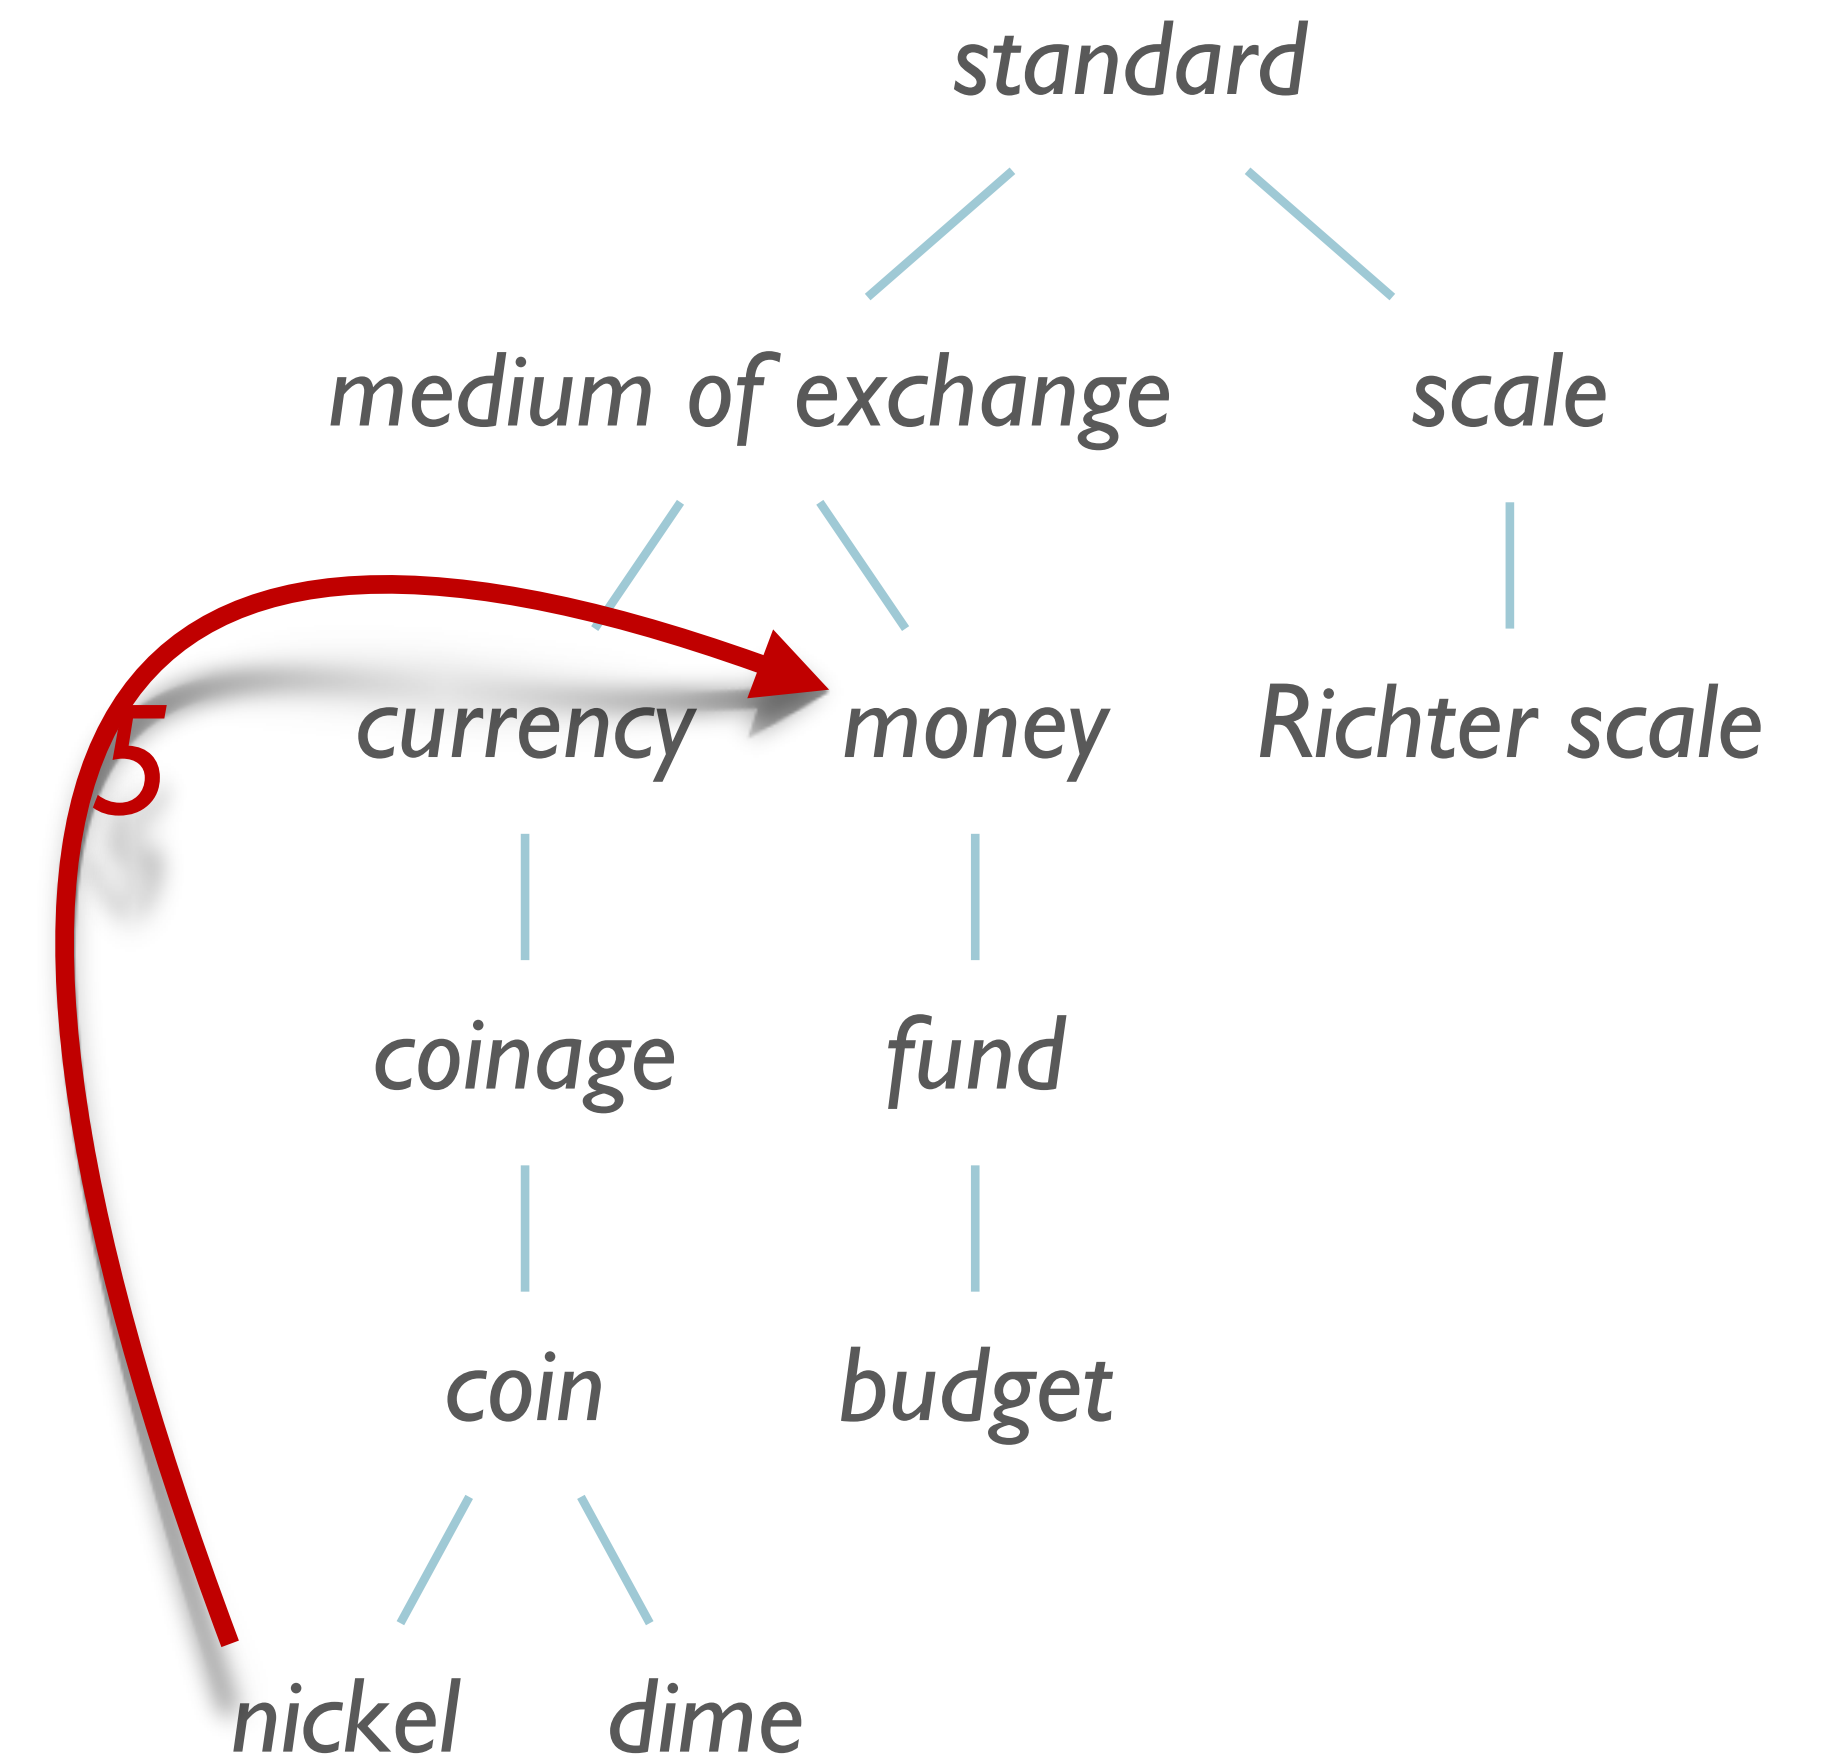 standard
medium of exchange
scale
currency
money
Richter scale
5
coinage
fund
coin
budget
nickel
dime